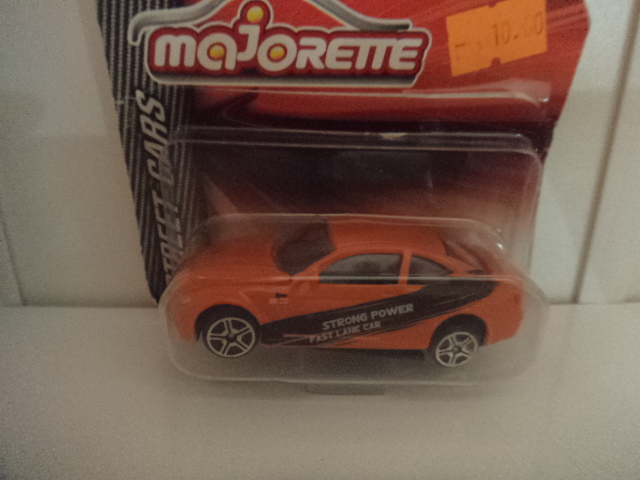 majorette
10.00
STREET CARS
STRONG POWER
FAST LANE CAR